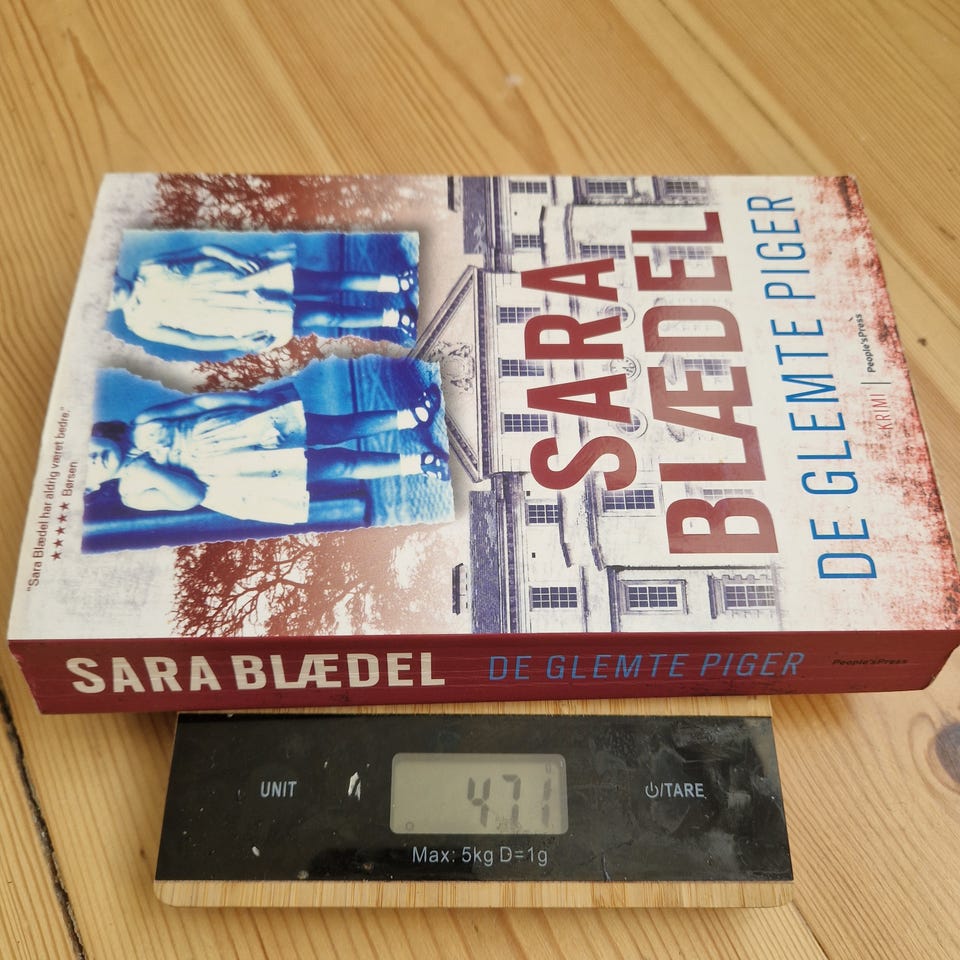 "Sara Blædel har aldrig været bedre."
★★★★★★ Børsen
SARA
BLÆDEL
DE GLEMTE PIGER
KRIMI | People'sPress
SARA BLÆDEL DE GLEMTE PIGER People'sPress
UNIT
471
⏻/TARE
Max: 5kg D=1g